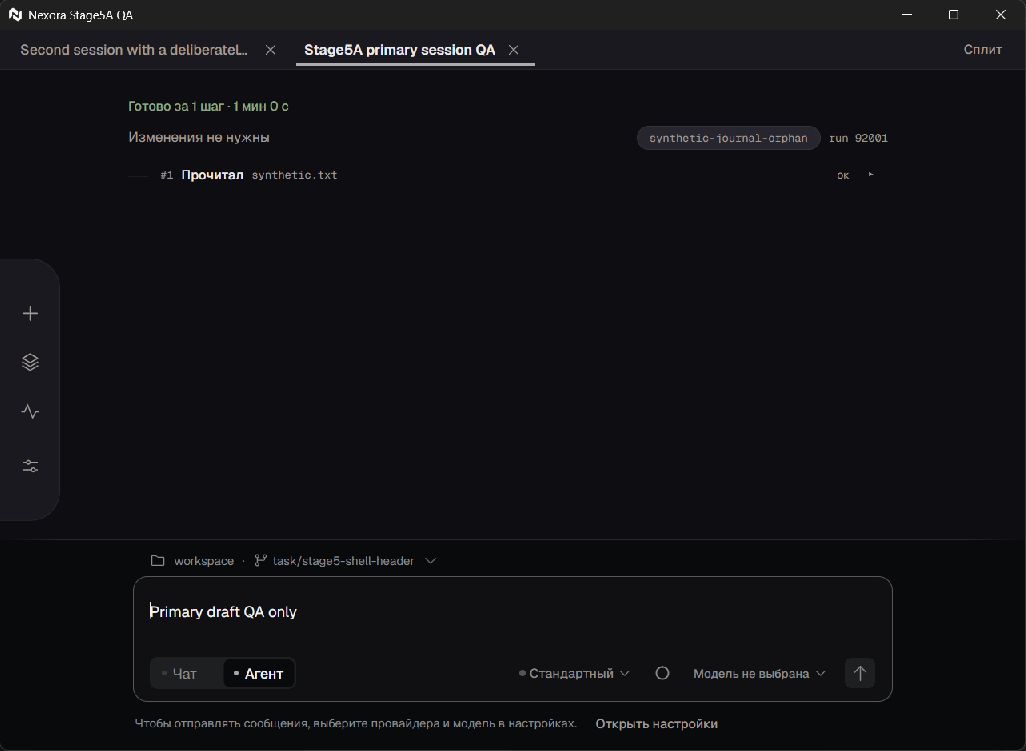 Nexora Stage5A QA
Second session with a deliberatel...
Stage5A primary session QA
Сплит
Готово за 1 шаг · 1 мин 0 с
Изменения не нужны
synthetic-journal-orphan run 92001
#1 Прочитал synthetic.txt ок
workspace · task/stage5-shell-header
Primary draft QA only
Чат Агент Стандартный Модель не выбрана
Чтобы отправлять сообщения, выберите провайдера и модель в настройках. Открыть настройки